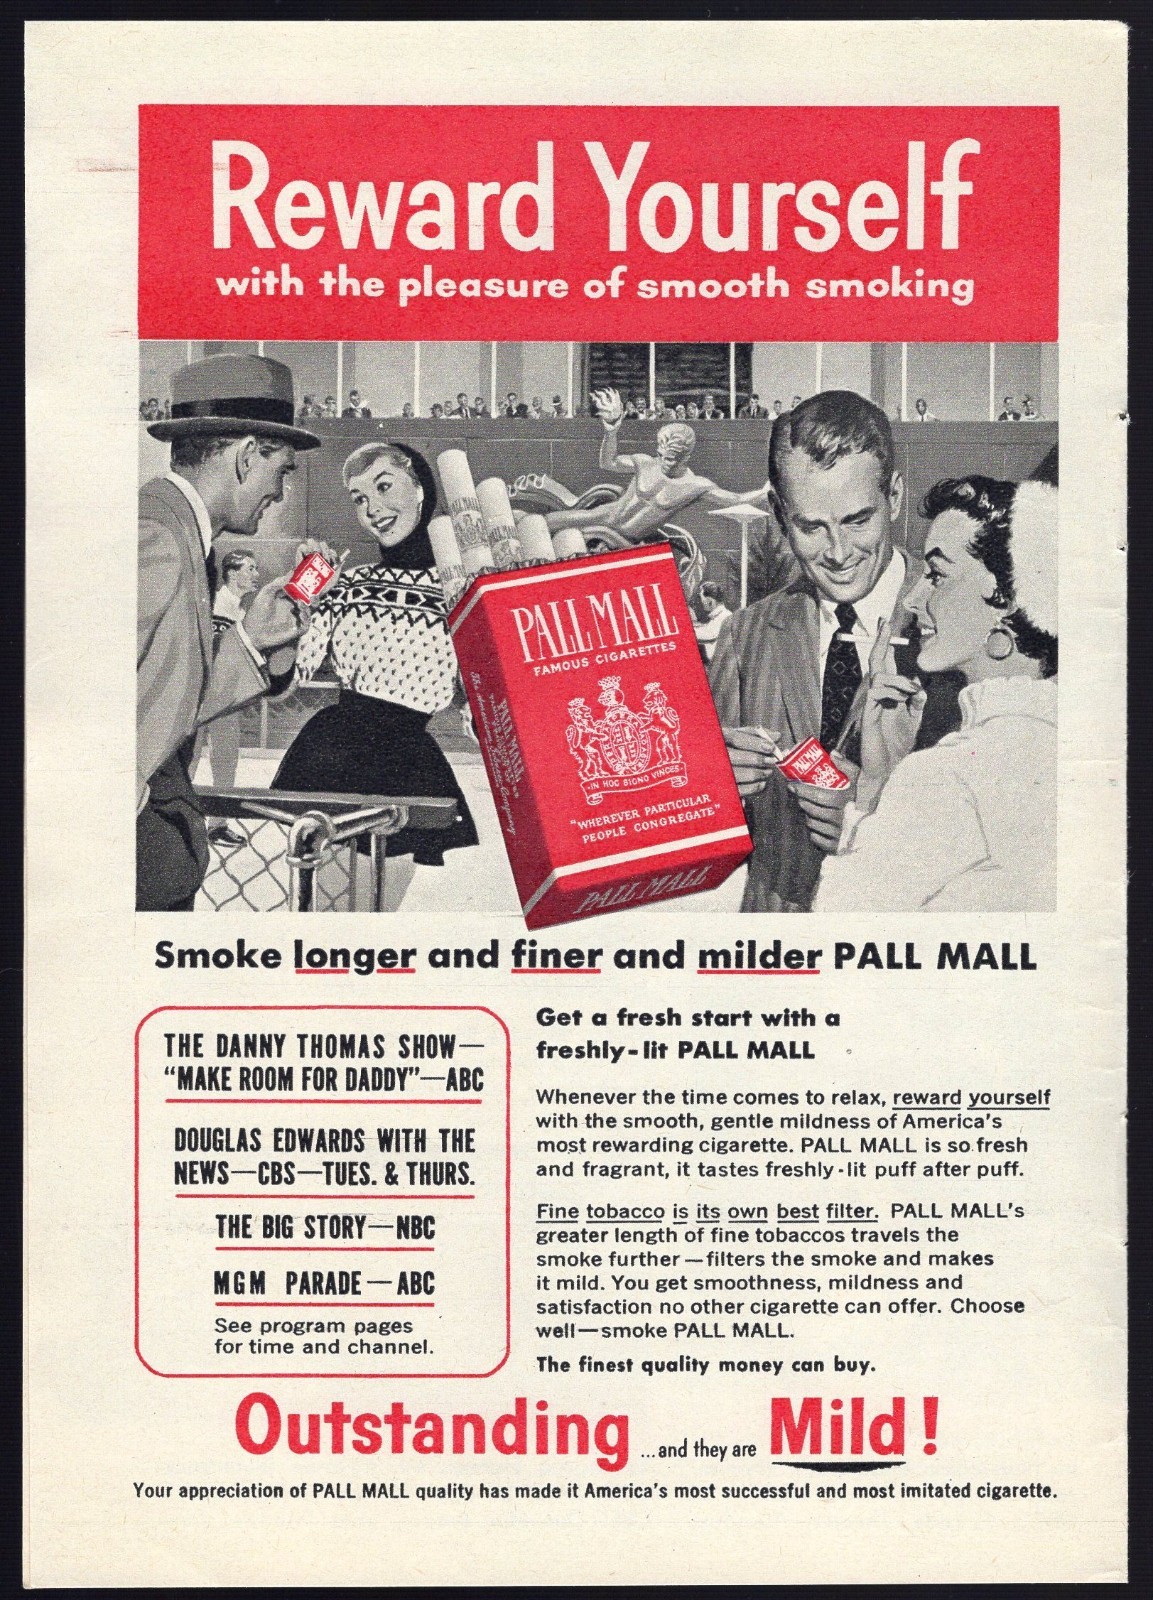 Reward Yourself
with the pleasure of smooth smoking
PALL MALL
FAMOUS CIGARETTES
IN HOC SIGNO VINCES
"WHEREVER PARTICULAR
PEOPLE CONGREGATE"
PALL MALL
PALL MALL
Smoke longer and finer and milder PALL MALL
THE DANNY THOMAS SHOW—
"MAKE ROOM FOR DADDY"—ABC
DOUGLAS EDWARDS WITH THE
NEWS—CBS—TUES. & THURS.
THE BIG STORY—NBC
MGM PARADE—ABC
See program pages
for time and channel.
Get a fresh start with a
freshly-lit PALL MALL
Whenever the time comes to relax, reward yourself
with the smooth, gentle mildness of America's
most rewarding cigarette. PALL MALL is so fresh
and fragrant, it tastes freshly-lit puff after puff.
Fine tobacco is its own best filter. PALL MALL's
greater length of fine tobaccos travels the
smoke further—filters the smoke and makes
it mild. You get smoothness, mildness and
satisfaction no other cigarette can offer. Choose
well—smoke PALL MALL.
The finest quality money can buy.
Outstanding ...and they are Mild!
Your appreciation of PALL MALL quality has made it America's most successful and most imitated cigarette.